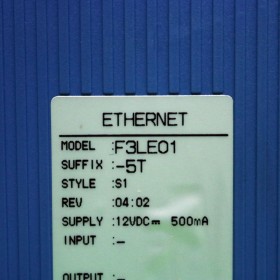 ETHERNET
MODEL :F3LE01
SUFFIX :-5T
STYLE :S1
REV :04:02
SUPPLY :12VDC⎓ 500mA
INPUT :-
OUTPUT :-